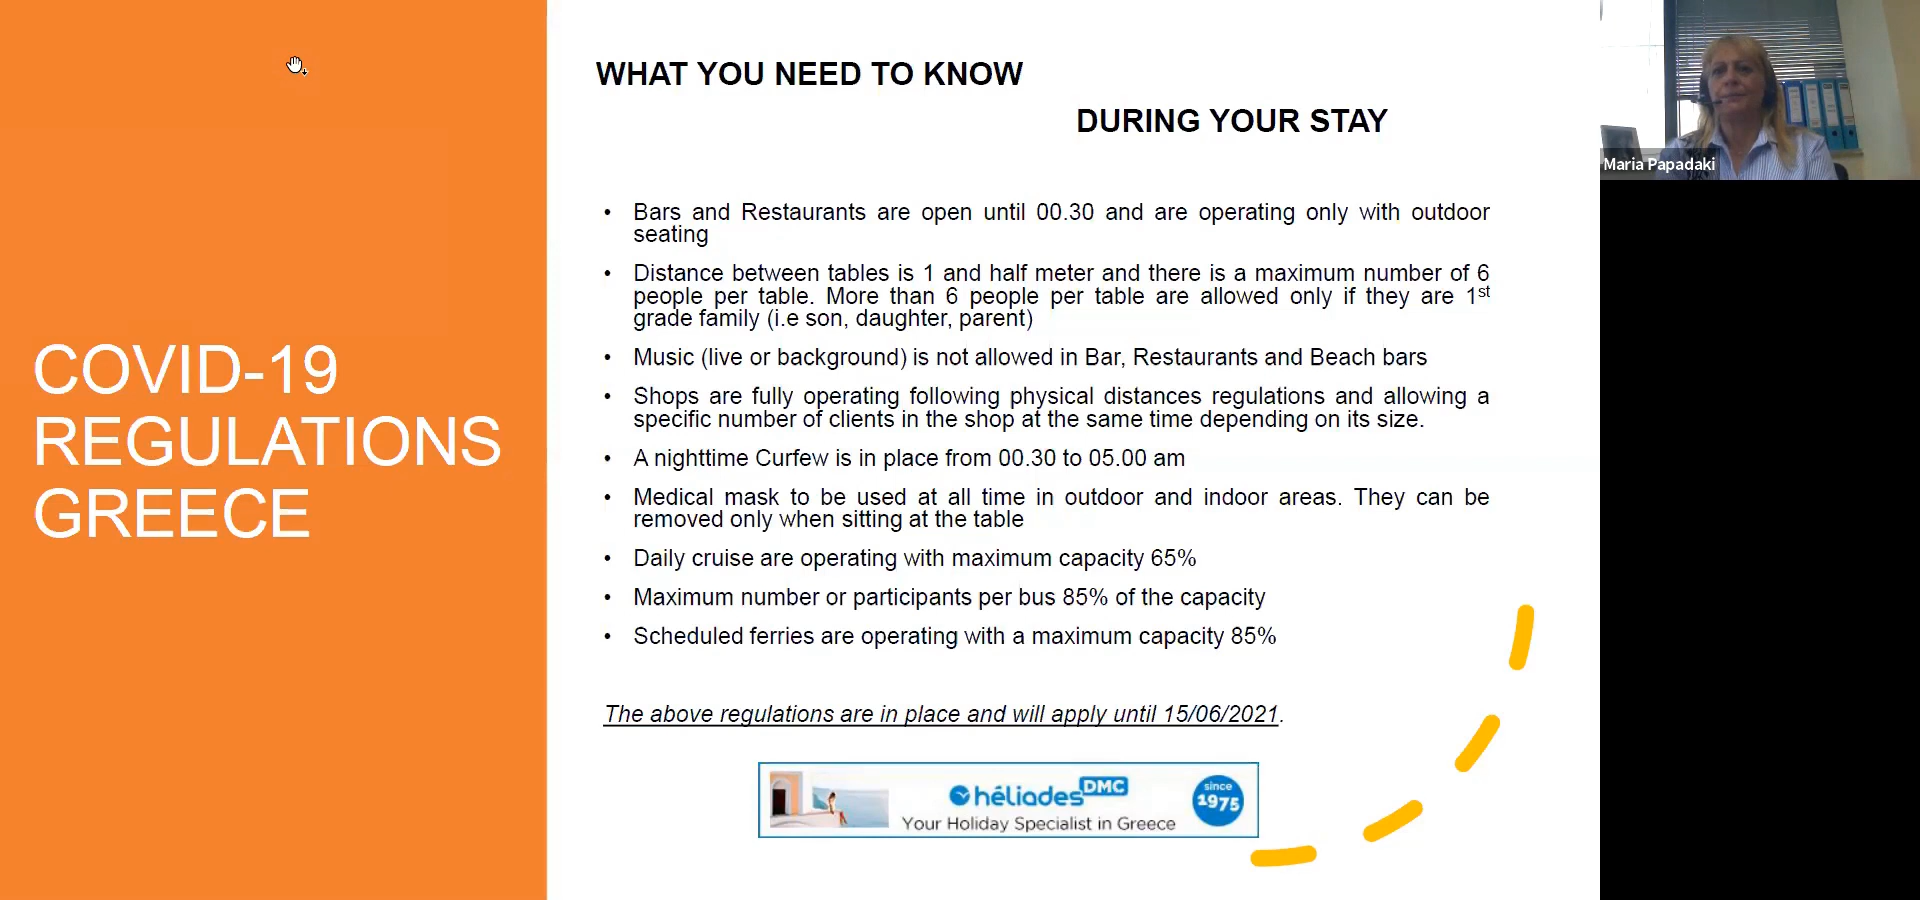 WHAT YOU NEED TO KNOW
DURING YOUR STAY
COVID-19
REGULATIONS
GREECE
• Bars and Restaurants are open until 00.30 and are operating only with outdoor
seating
• Distance between tables is 1 and half meter and there is a maximum number of 6
people per table. More than 6 people per table are allowed only if they are 1st
grade family (i.e son, daughter, parent)
• Music (live or background) is not allowed in Bar, Restaurants and Beach bars
• Shops are fully operating following physical distances regulations and allowing a
specific number of clients in the shop at the same time depending on its size.
• A nighttime Curfew is in place from 00.30 to 05.00 am
• Medical mask to be used at all time in outdoor and indoor areas. They can be
removed only when sitting at the table
• Daily cruise are operating with maximum capacity 65%
• Maximum number or participants per bus 85% of the capacity
• Scheduled ferries are operating with a maximum capacity 85%
The above regulations are in place and will apply until 15/06/2021.
héliades DMC
Your Holiday Specialist in Greece
since
1975
Maria Papadaki